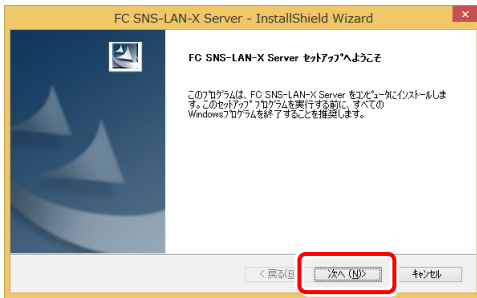 FC SNS-LAN-X Server - InstallShield Wizard
FC SNS-LAN-X Server ｾｯﾄｱｯﾌﾟへようこそ
このﾌﾟﾛｸﾞﾗﾑは、FC SNS-LAN-X Server をｺﾝﾋﾟｭｰﾀにインストールしま
す。このｾｯﾄｱｯﾌﾟ ﾌﾟﾛｸﾞﾗﾑを実行する前に、すべての
Windowsﾌﾟﾛｸﾞﾗﾑを終了することを推奨します。
< 戻る(B
次へ (N)>
ｷｬﾝｾﾙ